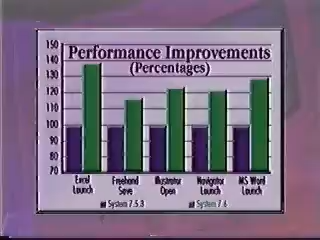 Performance Improvements
(Percentages)
150
140
130
120
110
100
90
80
70
Excel Launch
Freehand Save
Illustrator Open
Navigator Launch
MS Word Launch
System 7.5.3
System 7.6